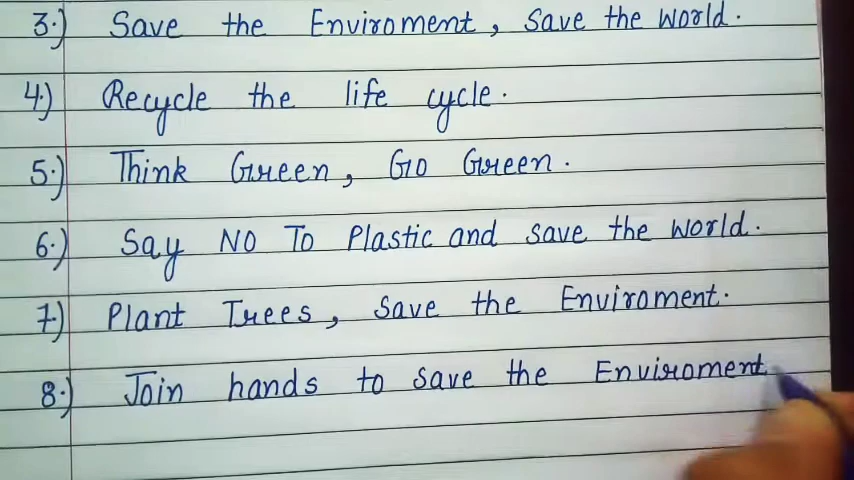 3.) Save the Enviroment, Save the world.
4.) Recycle the life cycle.
5.) Think Green, Go Green.
6.) Say NO To Plastic and save the world.
7.) Plant Trees, Save the Enviroment.
8.) Join hands to save the Enviroment